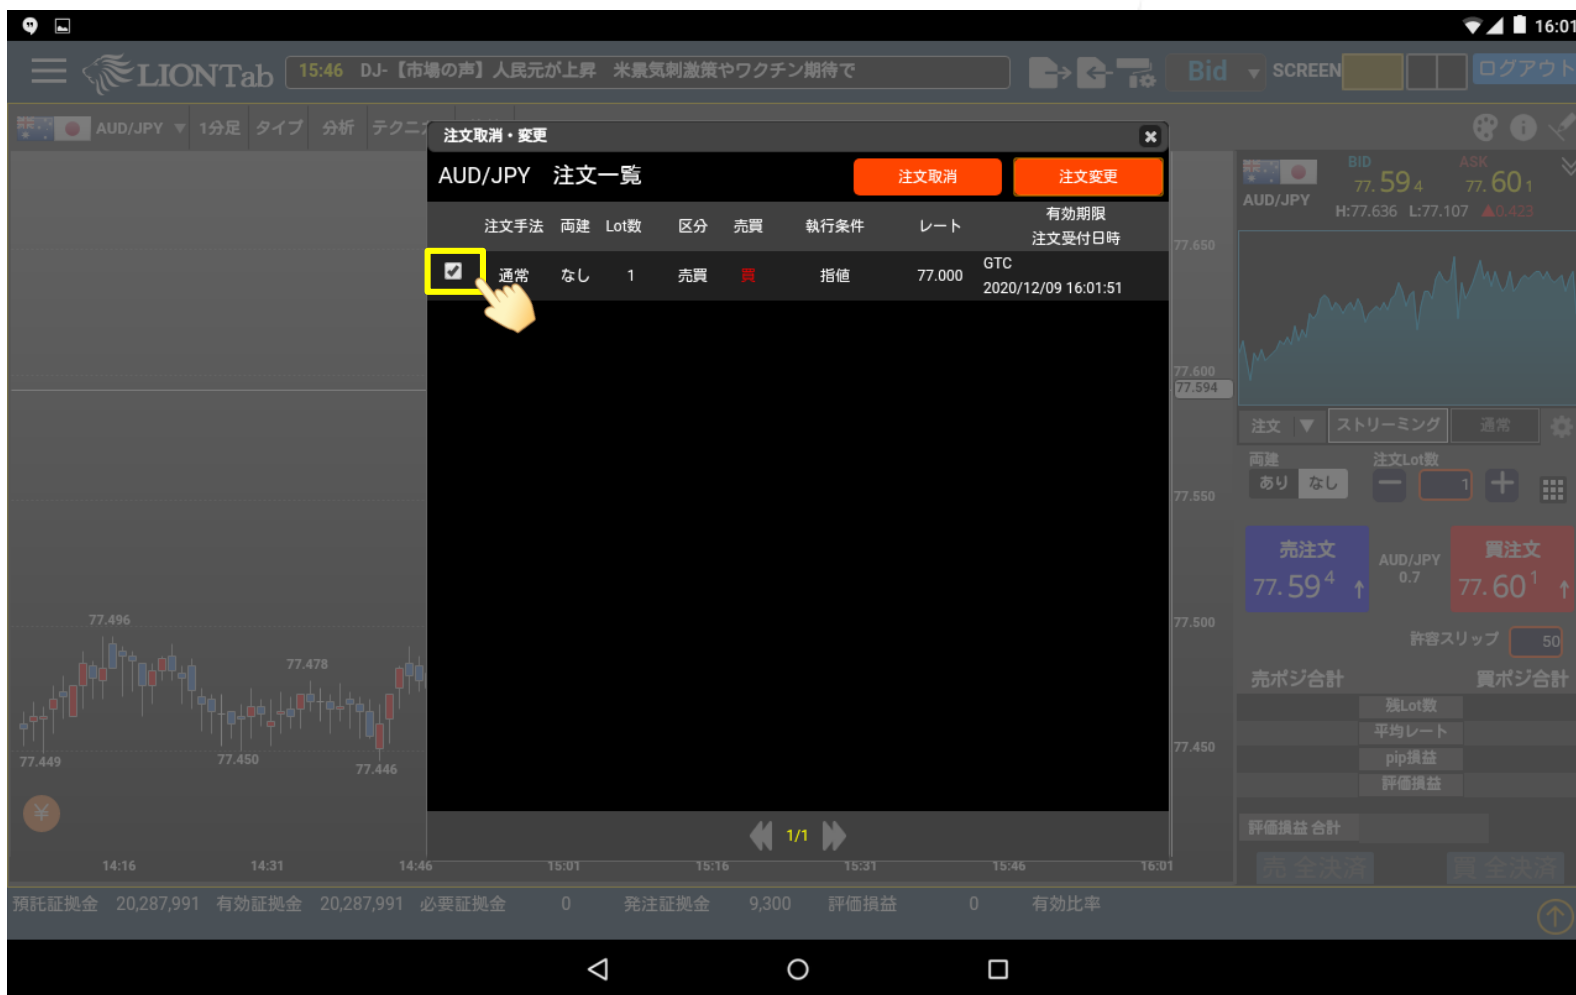 16:01
LIONTab 15:46 DJ-【市場の声】人民元が上昇 米景気刺激策やワクチン期待で Bid ▼ SCREEN ログアウト
AUD/JPY ▼ 1分足 タイプ 分析
注文取消・変更
AUD/JPY 注文一覧 注文取消 注文変更
注文手法 両建 Lot数 区分 売買 執行条件 レート 有効期限
注文受付日時
通常 なし 1 売買 買 指値 77.000 GTC
2020/12/09 16:01:51
1/1
BID ASK
AUD/JPY 77.594 77.601
H:77.636 L:77.107 ▲0.423
注文 ▼ ストリーミング 通常
両建 注文Lot数
あり なし 1
売注文 買注文
AUD/JPY
0.7
77.594 ↑ 77.601 ↑
許容スリップ 50
売ポジ合計 買ポジ合計
残Lot数
平均レート
pip損益
評価損益
評価損益合計
売 全決済 買 全決済
77.650
77.600
77.594
77.550
77.500
77.450
77.496
77.478
77.449
77.450
77.446
¥
14:16 14:31 14:46 15:01 15:16 15:31 15:46 16:01
預託証拠金 20,287,991 有効証拠金 20,287,991 必要証拠金 0 発注証拠金 9,300 評価損益 0 有効比率